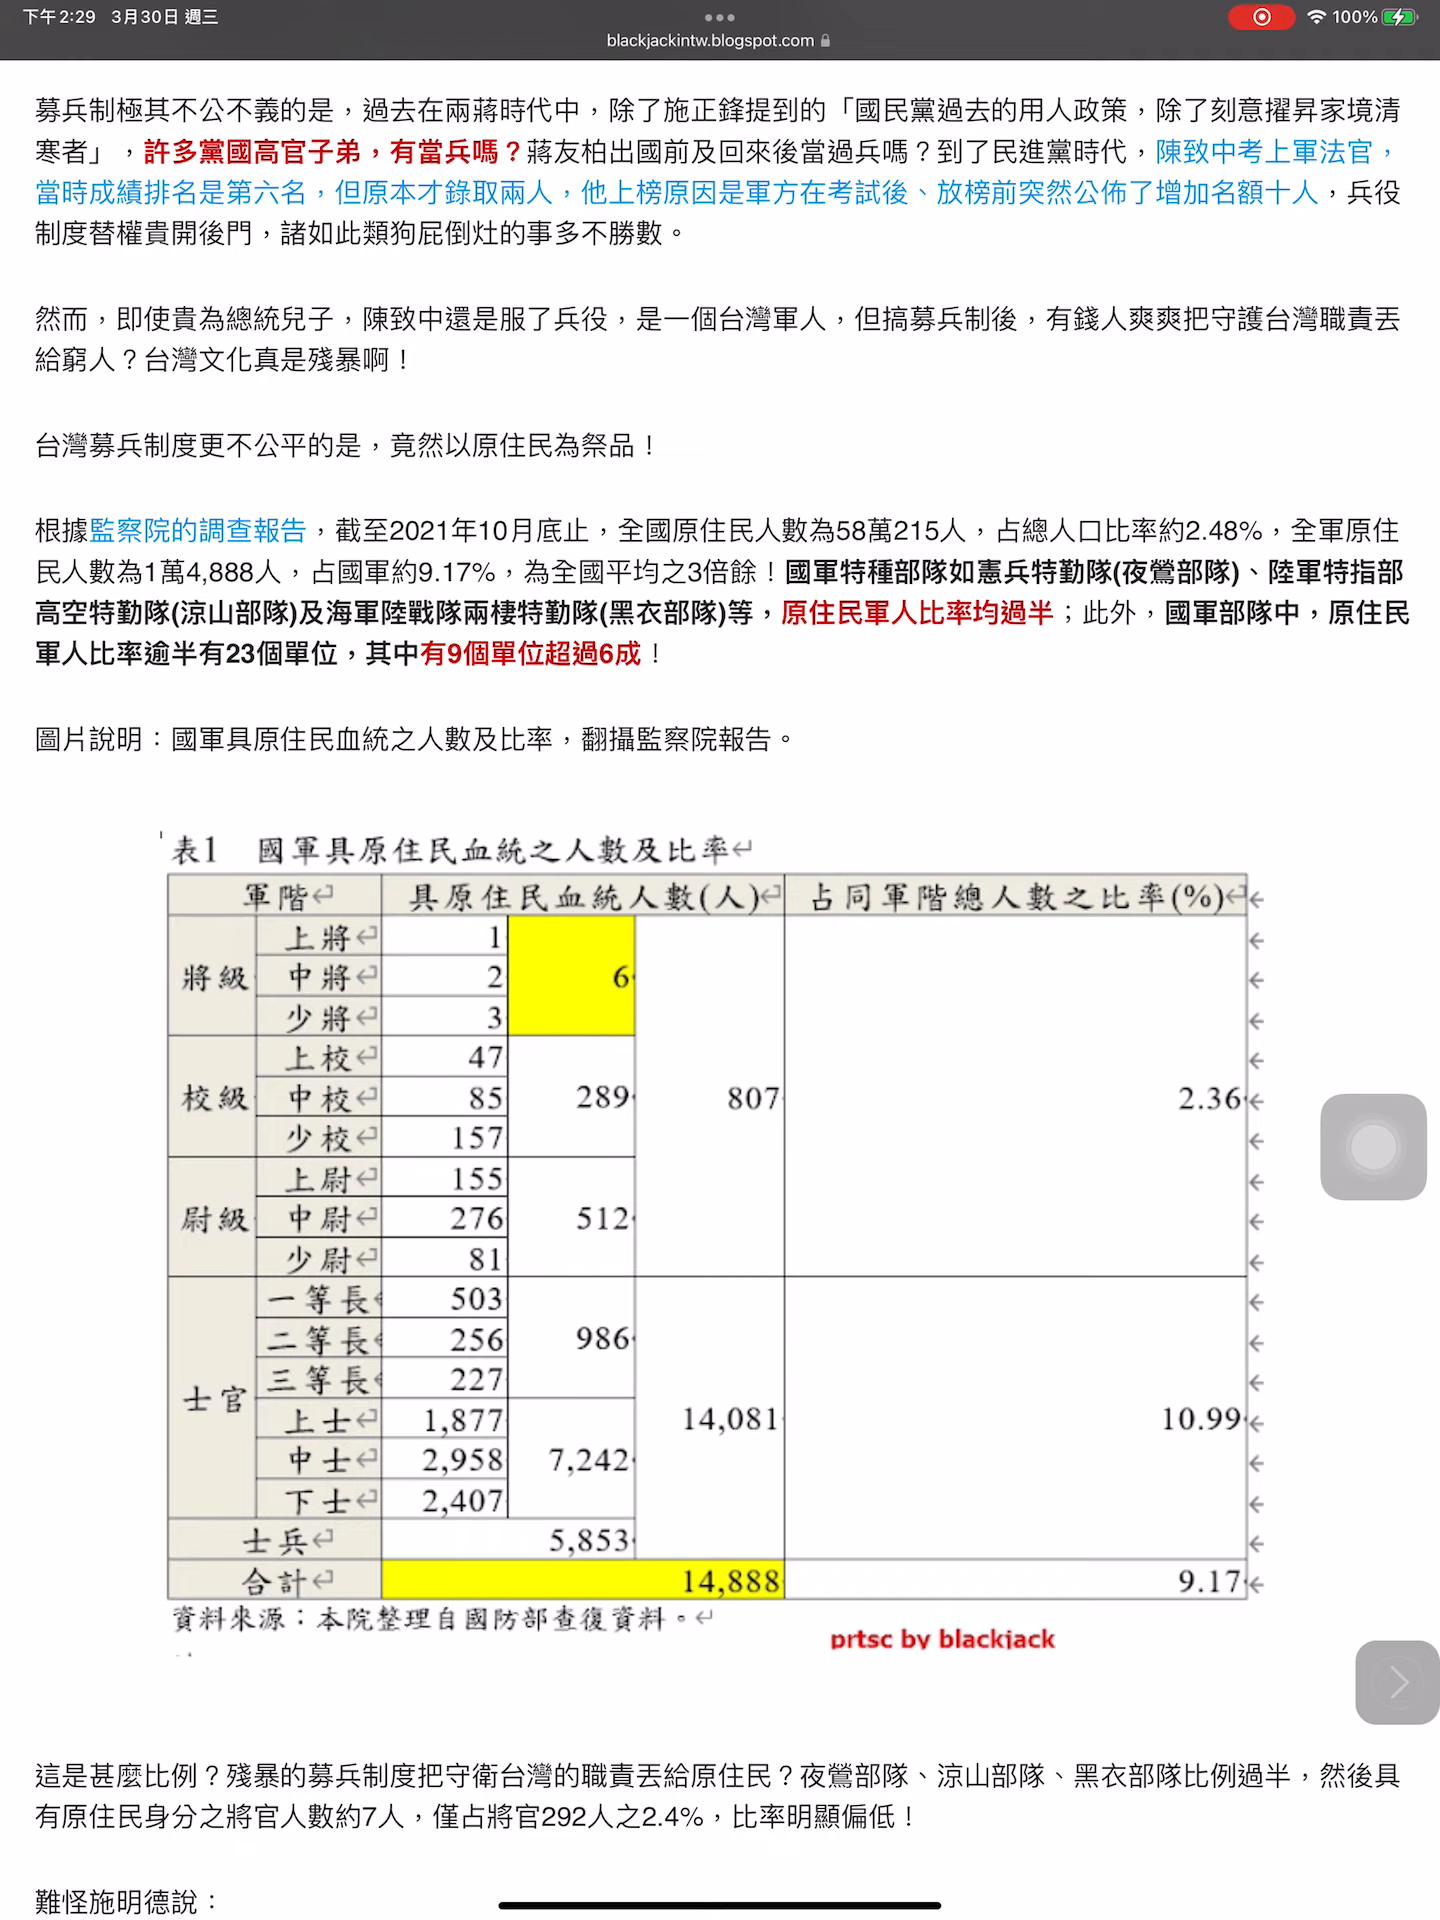 下午2:29 3月30日 週三
100%
blackjackintw.blogspot.com
募兵制極其不公不義的是，過去在兩蔣時代中，除了施正鋒提到的「國民黨過去的用人政策，除了刻意擢昇家境清
寒者」，許多黨國高官子弟，有當兵嗎？蔣友柏出國前及回來後當過兵嗎？到了民進黨時代，陳致中考上軍法官，
當時成績排名是第六名，但原本才錄取兩人，他上榜原因是軍方在考試後、放榜前突然公佈了增加名額十人，兵役
制度替權貴開後門，諸如此類狗屁倒灶的事多不勝數。
然而，即使貴為總統兒子，陳致中還是服了兵役，是一個台灣軍人，但搞募兵制後，有錢人爽爽把守護台灣職責丟
給窮人？台灣文化真是殘暴啊！
台灣募兵制度更不公平的是，竟然以原住民為祭品！
根據監察院的調查報告，截至2021年10月底止，全國原住民人數為58萬215人，占總人口比率約2.48%，全軍原住
民人數為1萬4,888人，占國軍約9.17%，為全國平均之3倍餘！國軍特種部隊如憲兵特勤隊(夜鶯部隊)、陸軍特指部
高空特勤隊(涼山部隊)及海軍陸戰隊兩棲特勤隊(黑衣部隊)等，原住民軍人比率均過半；此外，國軍部隊中，原住民
軍人比率逾半有23個單位，其中有9個單位超過6成！
圖片說明：國軍具原住民血統之人數及比率，翻攝監察院報告。
表1 國軍具原住民血統之人數及比率
軍階 具原住民血統人數(人) 占同軍階總人數之比率(%)
上將 1
將級 中將 2 6
少將 3
上校 47
校級 中校 85 289 807 2.36
少校 157
上尉 155
尉級 中尉 276 512
少尉 81
一等長 503
二等長 256 986
三等長 227
士官 上士 1,877 14,081 10.99
中士 2,958 7,242
下士 2,407
士兵 5,853
合計 14,888 9.17
資料來源：本院整理自國防部查復資料。
prtsc by blackjack
這是甚麼比例？殘暴的募兵制度把守衛台灣的職責丟給原住民？夜鶯部隊、涼山部隊、黑衣部隊比例過半，然後具
有原住民身分之將官人數約7人，僅占將官292人之2.4%，比率明顯偏低！
難怪施明德說：